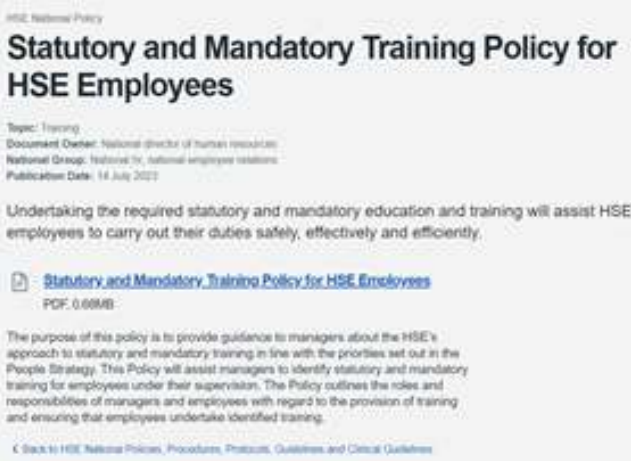 HSE National Policy
Statutory and Mandatory Training Policy for
HSE Employees
Topic: Training
Document Owner: National director of human resources
National Group: National hr, national employee relations
Publication Date: 14 July 2023
Undertaking the required statutory and mandatory education and training will assist HSE
employees to carry out their duties safely, effectively and efficiently.
Statutory and Mandatory Training Policy for HSE Employees
PDF, 0.68MB
The purpose of this policy is to provide guidance to managers about the HSE's
approach to statutory and mandatory training in line with the priorities set out in the
People Strategy. This Policy will assist managers to identify statutory and mandatory
training for employees under their supervision. The Policy outlines the roles and
responsibilities of managers and employees with regard to the provision of training
and ensuring that employees undertake identified training.
Back to HSE National Policies, Procedures, Protocols, Guidelines and Clinical Guidelines